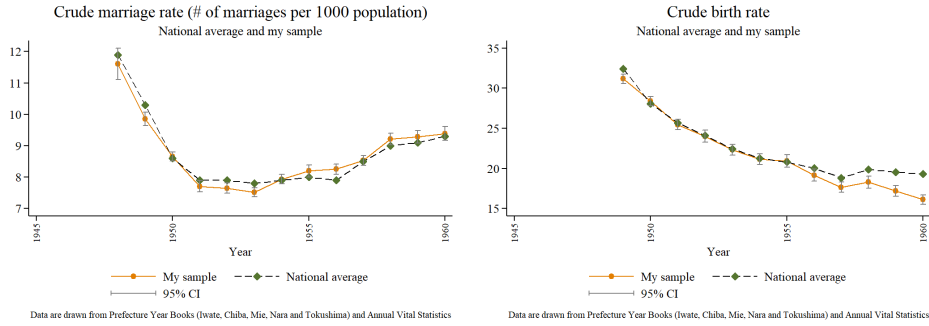 Crude marriage rate (# of marriages per 1000 population)
National average and my sample
12
11
10
9
8
7
1945
1950
1955
1960
Year
My sample
National average
95% CI
Data are drawn from Prefecture Year Books (Iwate, Chiba, Mie, Nara and Tokushima) and Annual Vital Statistics
Crude birth rate
National average and my sample
35
30
25
20
15
1945
1950
1955
1960
Year
My sample
National average
95% CI
Data are drawn from Prefecture Year Books (Iwate, Chiba, Mie, Nara and Tokushima) and Annual Vital Statistics